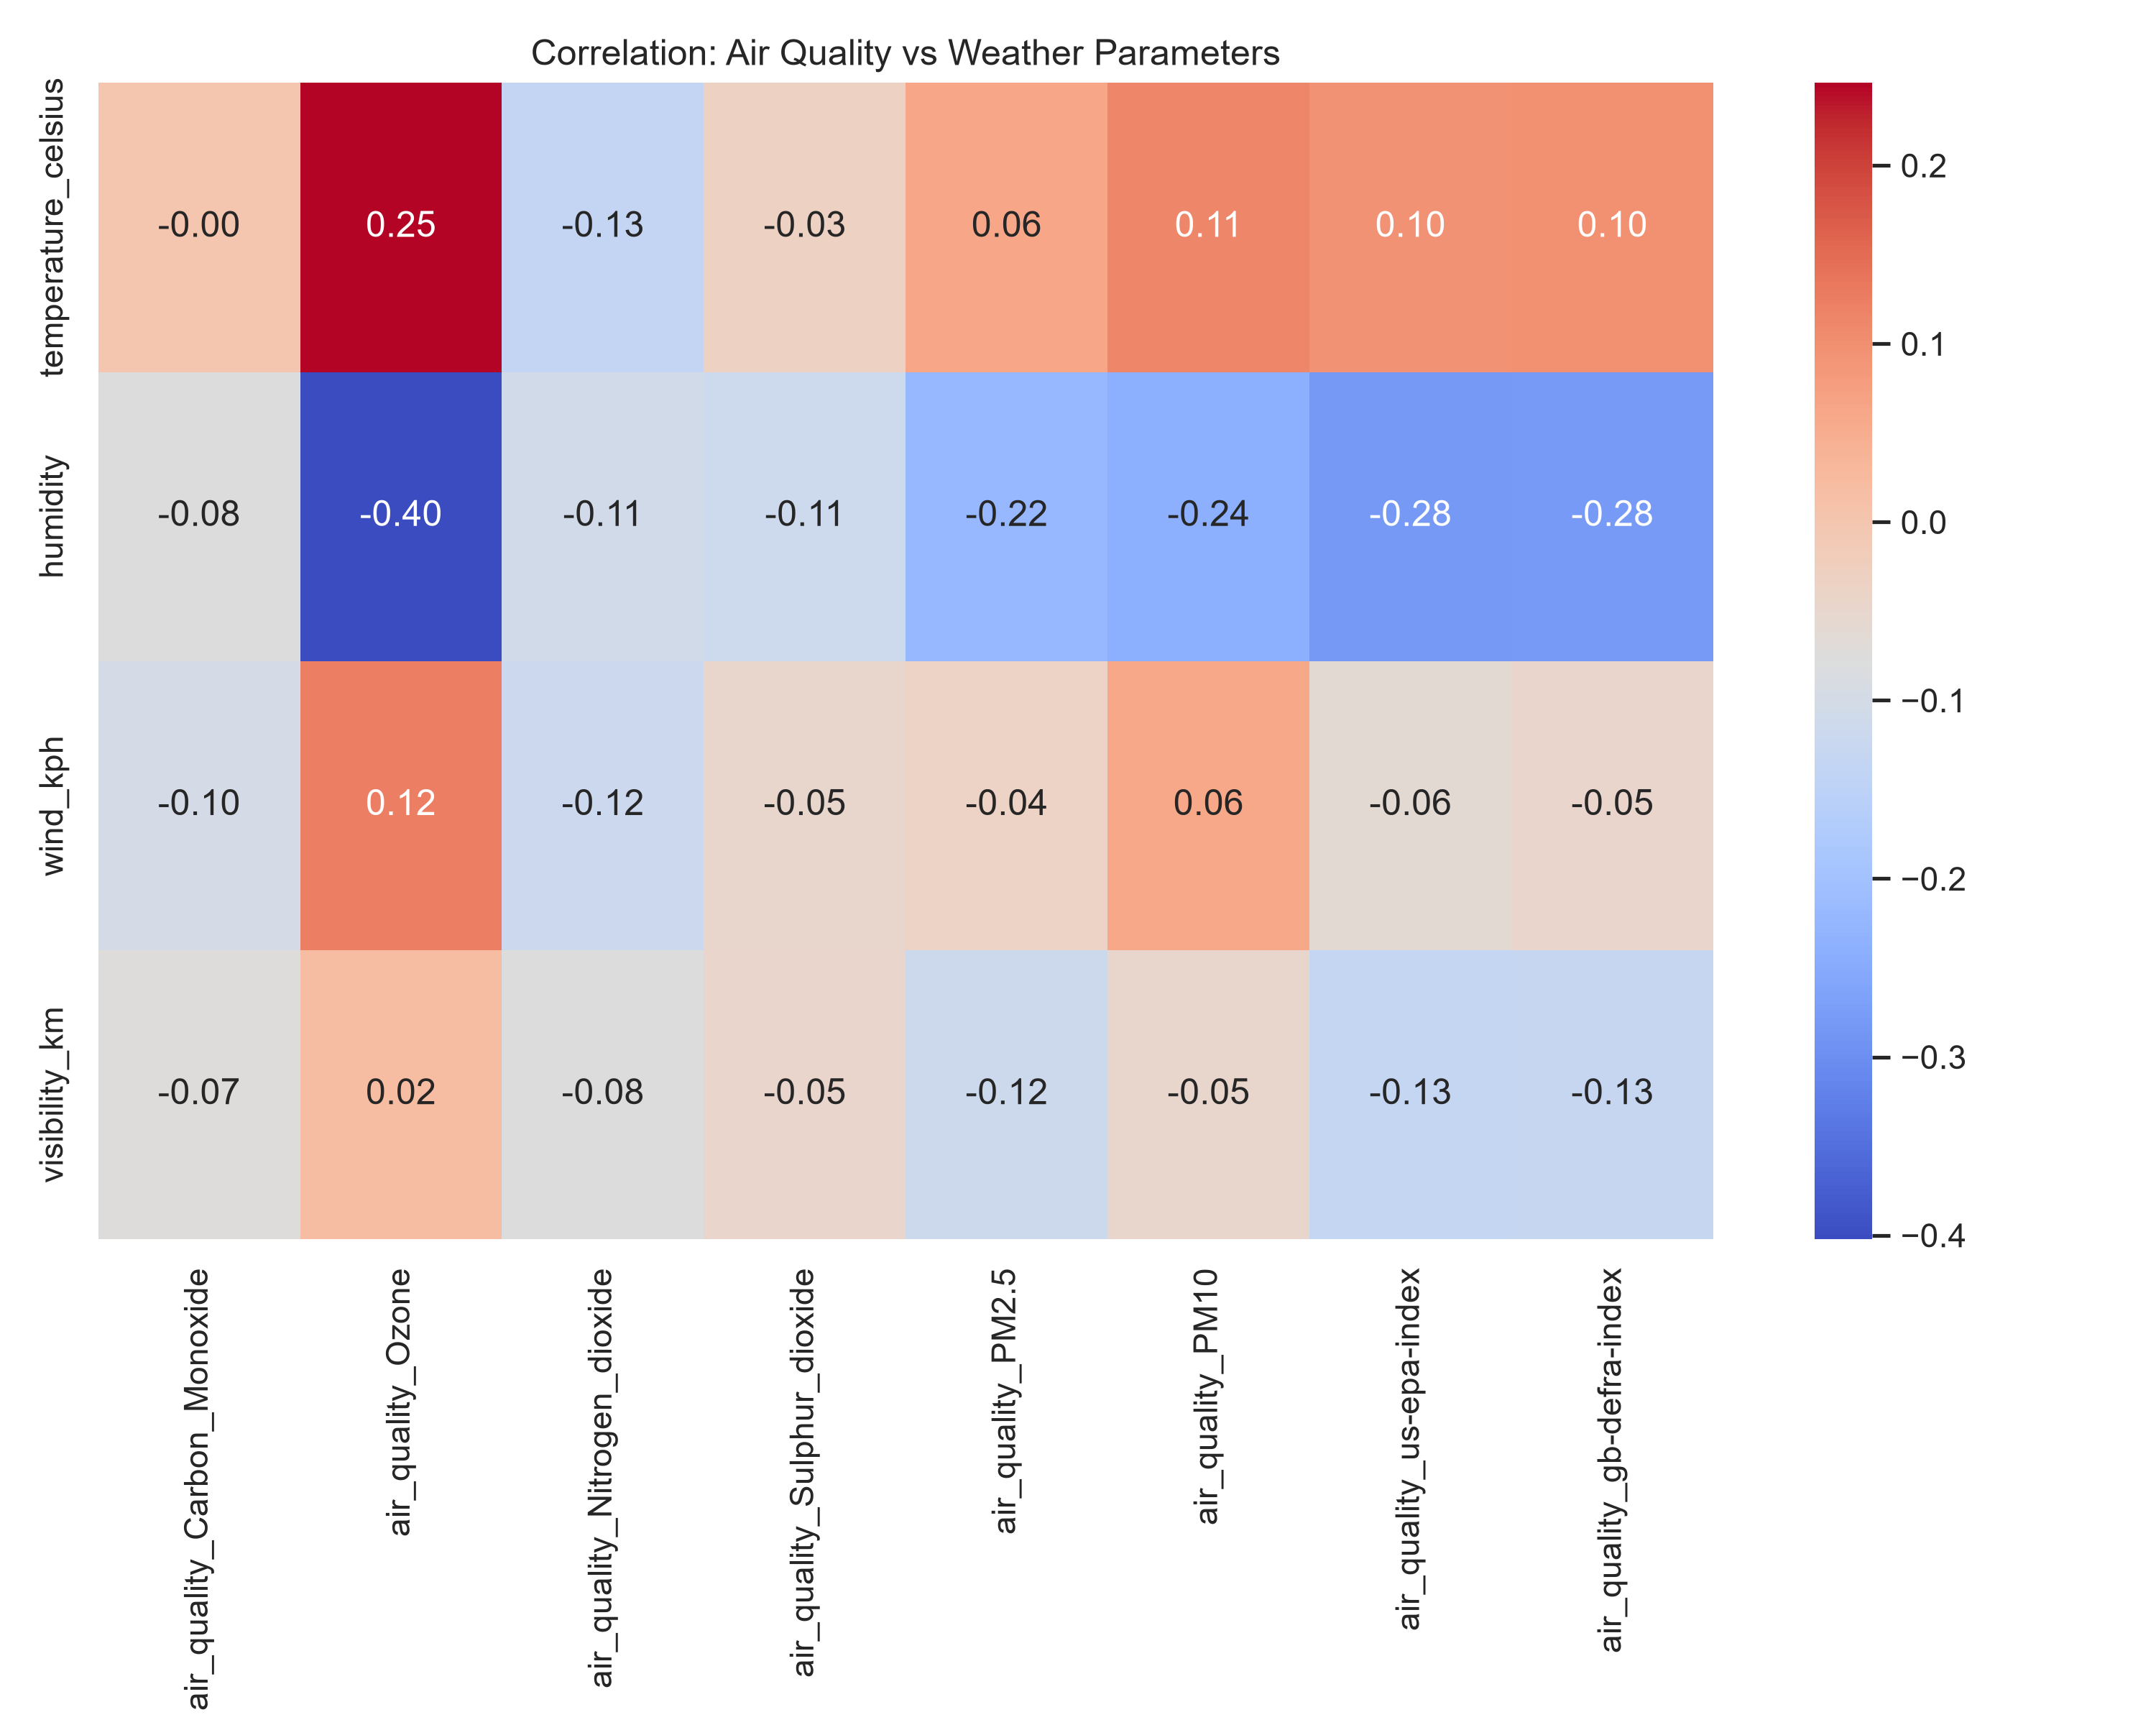 Correlation: Air Quality vs Weather Parameters
temperature_celsius
-0.00 0.25 -0.13 -0.03 0.06 0.11 0.10 0.10
humidity
-0.08 -0.40 -0.11 -0.11 -0.22 -0.24 -0.28 -0.28
wind_kph
-0.10 0.12 -0.12 -0.05 -0.04 0.06 -0.06 -0.05
visibility_km
-0.07 0.02 -0.08 -0.05 -0.12 -0.05 -0.13 -0.13
air_quality_Carbon_Monoxide
air_quality_Ozone
air_quality_Nitrogen_dioxide
air_quality_Sulphur_dioxide
air_quality_PM2.5
air_quality_PM10
air_quality_us-epa-index
air_quality_gb-defra-index
0.2
0.1
0.0
−0.1
−0.2
−0.3
−0.4